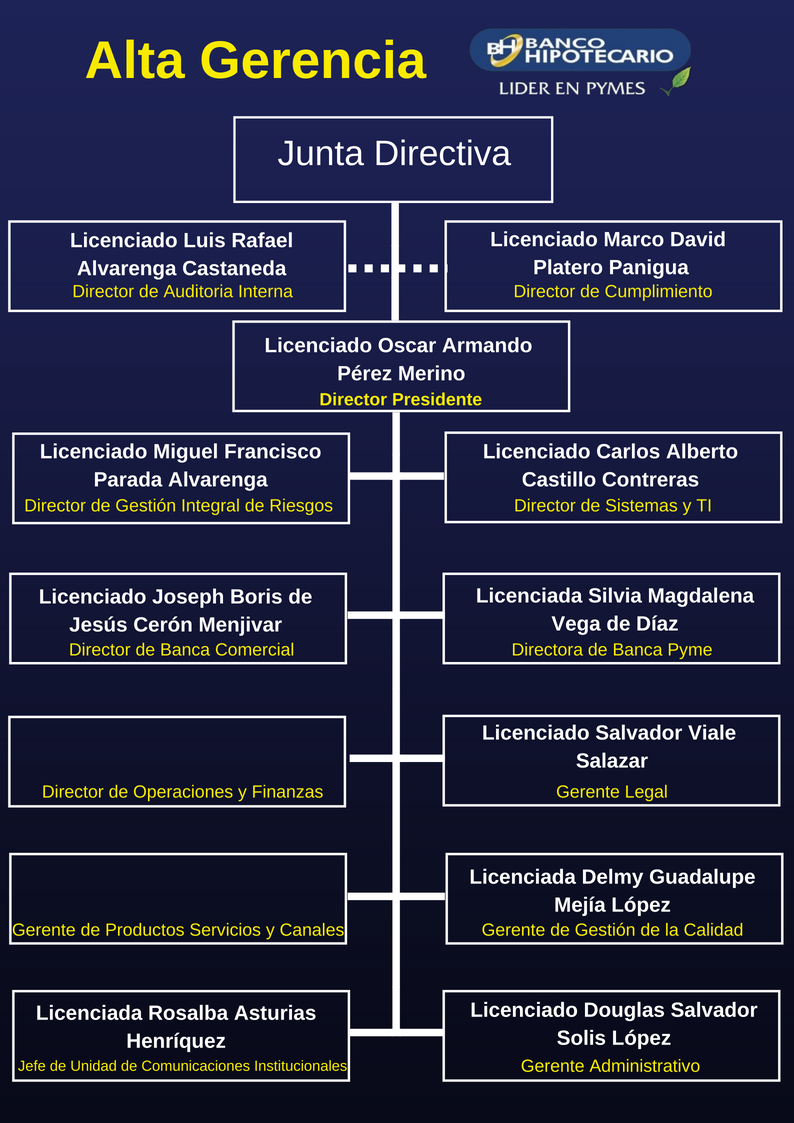 Alta Gerencia
BH BANCO
HIPOTECARIO
LIDER EN PYMES
Junta Directiva
Licenciado Luis Rafael
Alvarenga Castaneda
Director de Auditoria Interna
Licenciado Marco David
Platero Panigua
Director de Cumplimiento
Licenciado Oscar Armando
Pérez Merino
Director Presidente
Licenciado Miguel Francisco
Parada Alvarenga
Director de Gestión Integral de Riesgos
Licenciado Carlos Alberto
Castillo Contreras
Director de Sistemas y TI
Licenciado Joseph Boris de
Jesús Cerón Menjivar
Director de Banca Comercial
Licenciada Silvia Magdalena
Vega de Díaz
Directora de Banca Pyme
Director de Operaciones y Finanzas
Licenciado Salvador Viale
Salazar
Gerente Legal
Gerente de Productos Servicios y Canales
Licenciada Delmy Guadalupe
Mejía López
Gerente de Gestión de la Calidad
Licenciada Rosalba Asturias
Henríquez
Jefe de Unidad de Comunicaciones Institucionales
Licenciado Douglas Salvador
Solis López
Gerente Administrativo